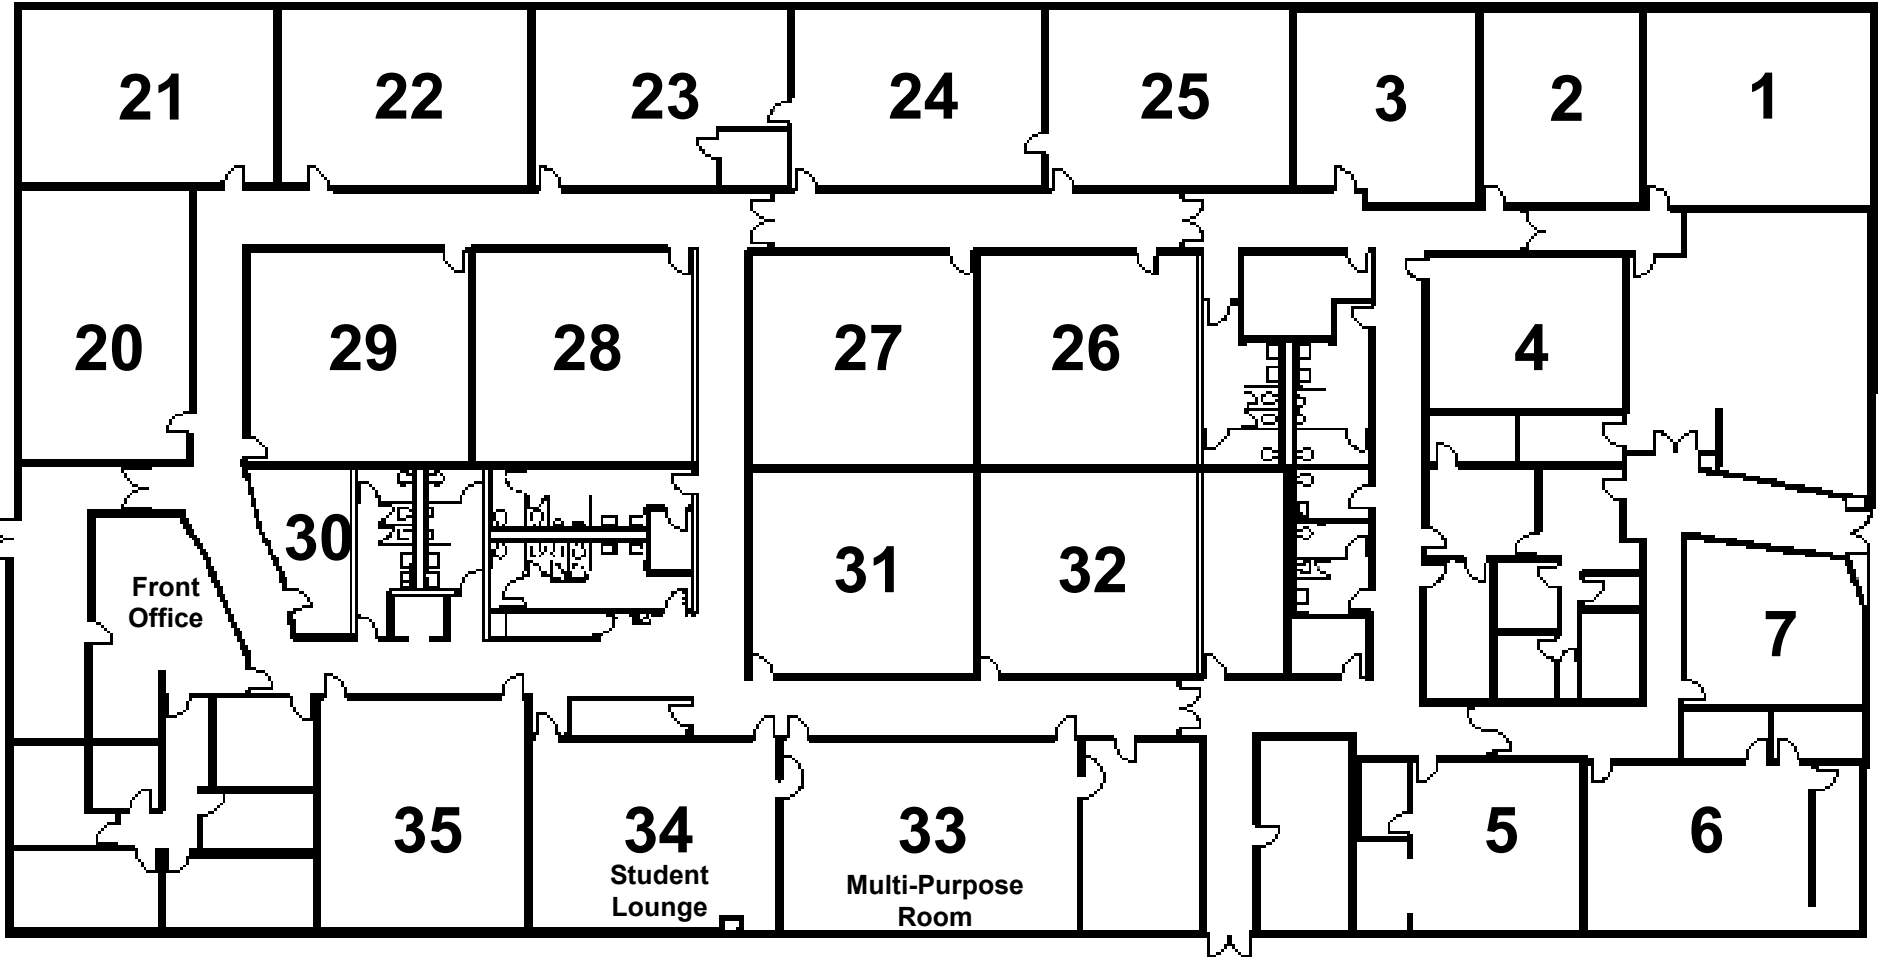 21 22 23 24 25 3 2 1
20 29 28 27 26 4
30 31 32
Front
Office
7
35 34 33 5 6
Student
Lounge
Multi-Purpose
Room